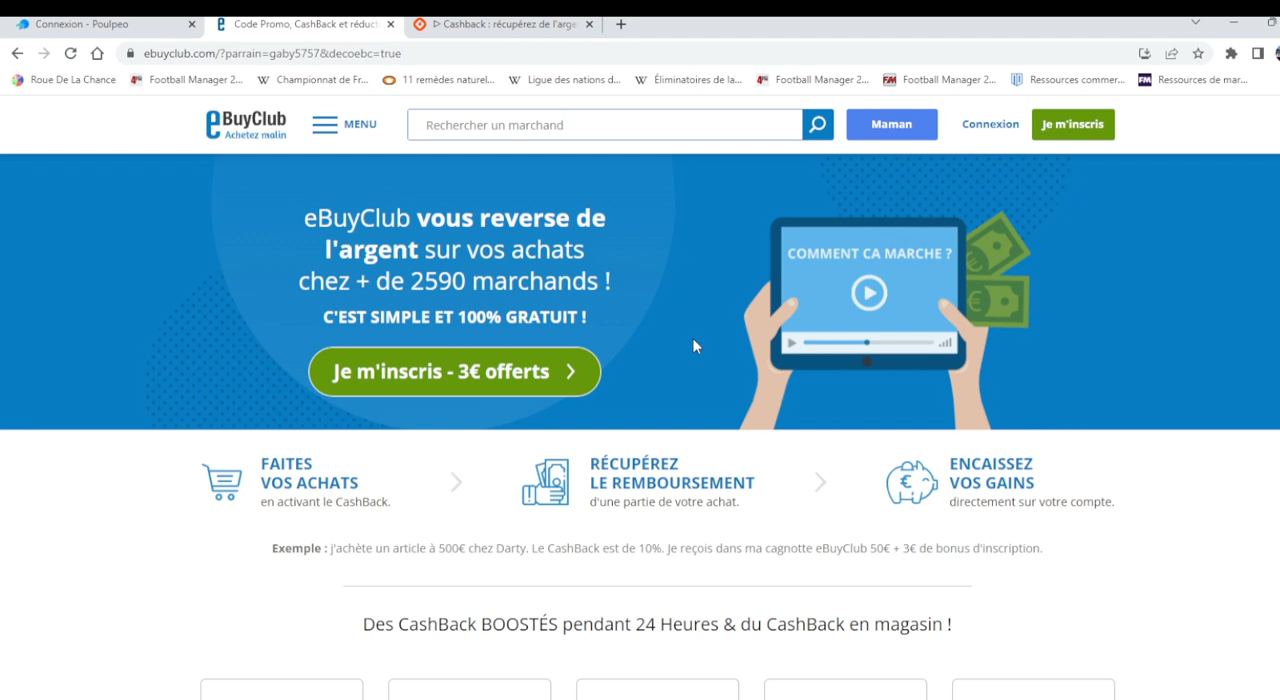 Connexion - Poulpeo
Code Promo, CashBack et réduct
Cashback : récupérez de l'arge
ebuyclub.com/?parrain=gaby5757&decoebc=true
Roue De La Chance
Football Manager 2...
Championnat de Fr...
11 remèdes naturel...
Ligue des nations d...
Éliminatoires de la...
Football Manager 2...
Football Manager 2...
Ressources commer...
Ressources de mar...
eBuyClub
Achetez malin
MENU
Rechercher un marchand
Maman
Connexion
Je m'inscris
eBuyClub vous reverse de
l'argent sur vos achats
chez + de 2590 marchands !
C'EST SIMPLE ET 100% GRATUIT !
Je m'inscris - 3€ offerts
COMMENT CA MARCHE ?
FAITES
VOS ACHATS
en activant le CashBack.
RÉCUPÉREZ
LE REMBOURSEMENT
d'une partie de votre achat.
ENCAISSEZ
VOS GAINS
directement sur votre compte.
Exemple : j'achète un article à 500€ chez Darty. Le CashBack est de 10%. Je reçois dans ma cagnotte eBuyClub 50€ + 3€ de bonus d'inscription.
Des CashBack BOOSTÉS pendant 24 Heures & du CashBack en magasin !